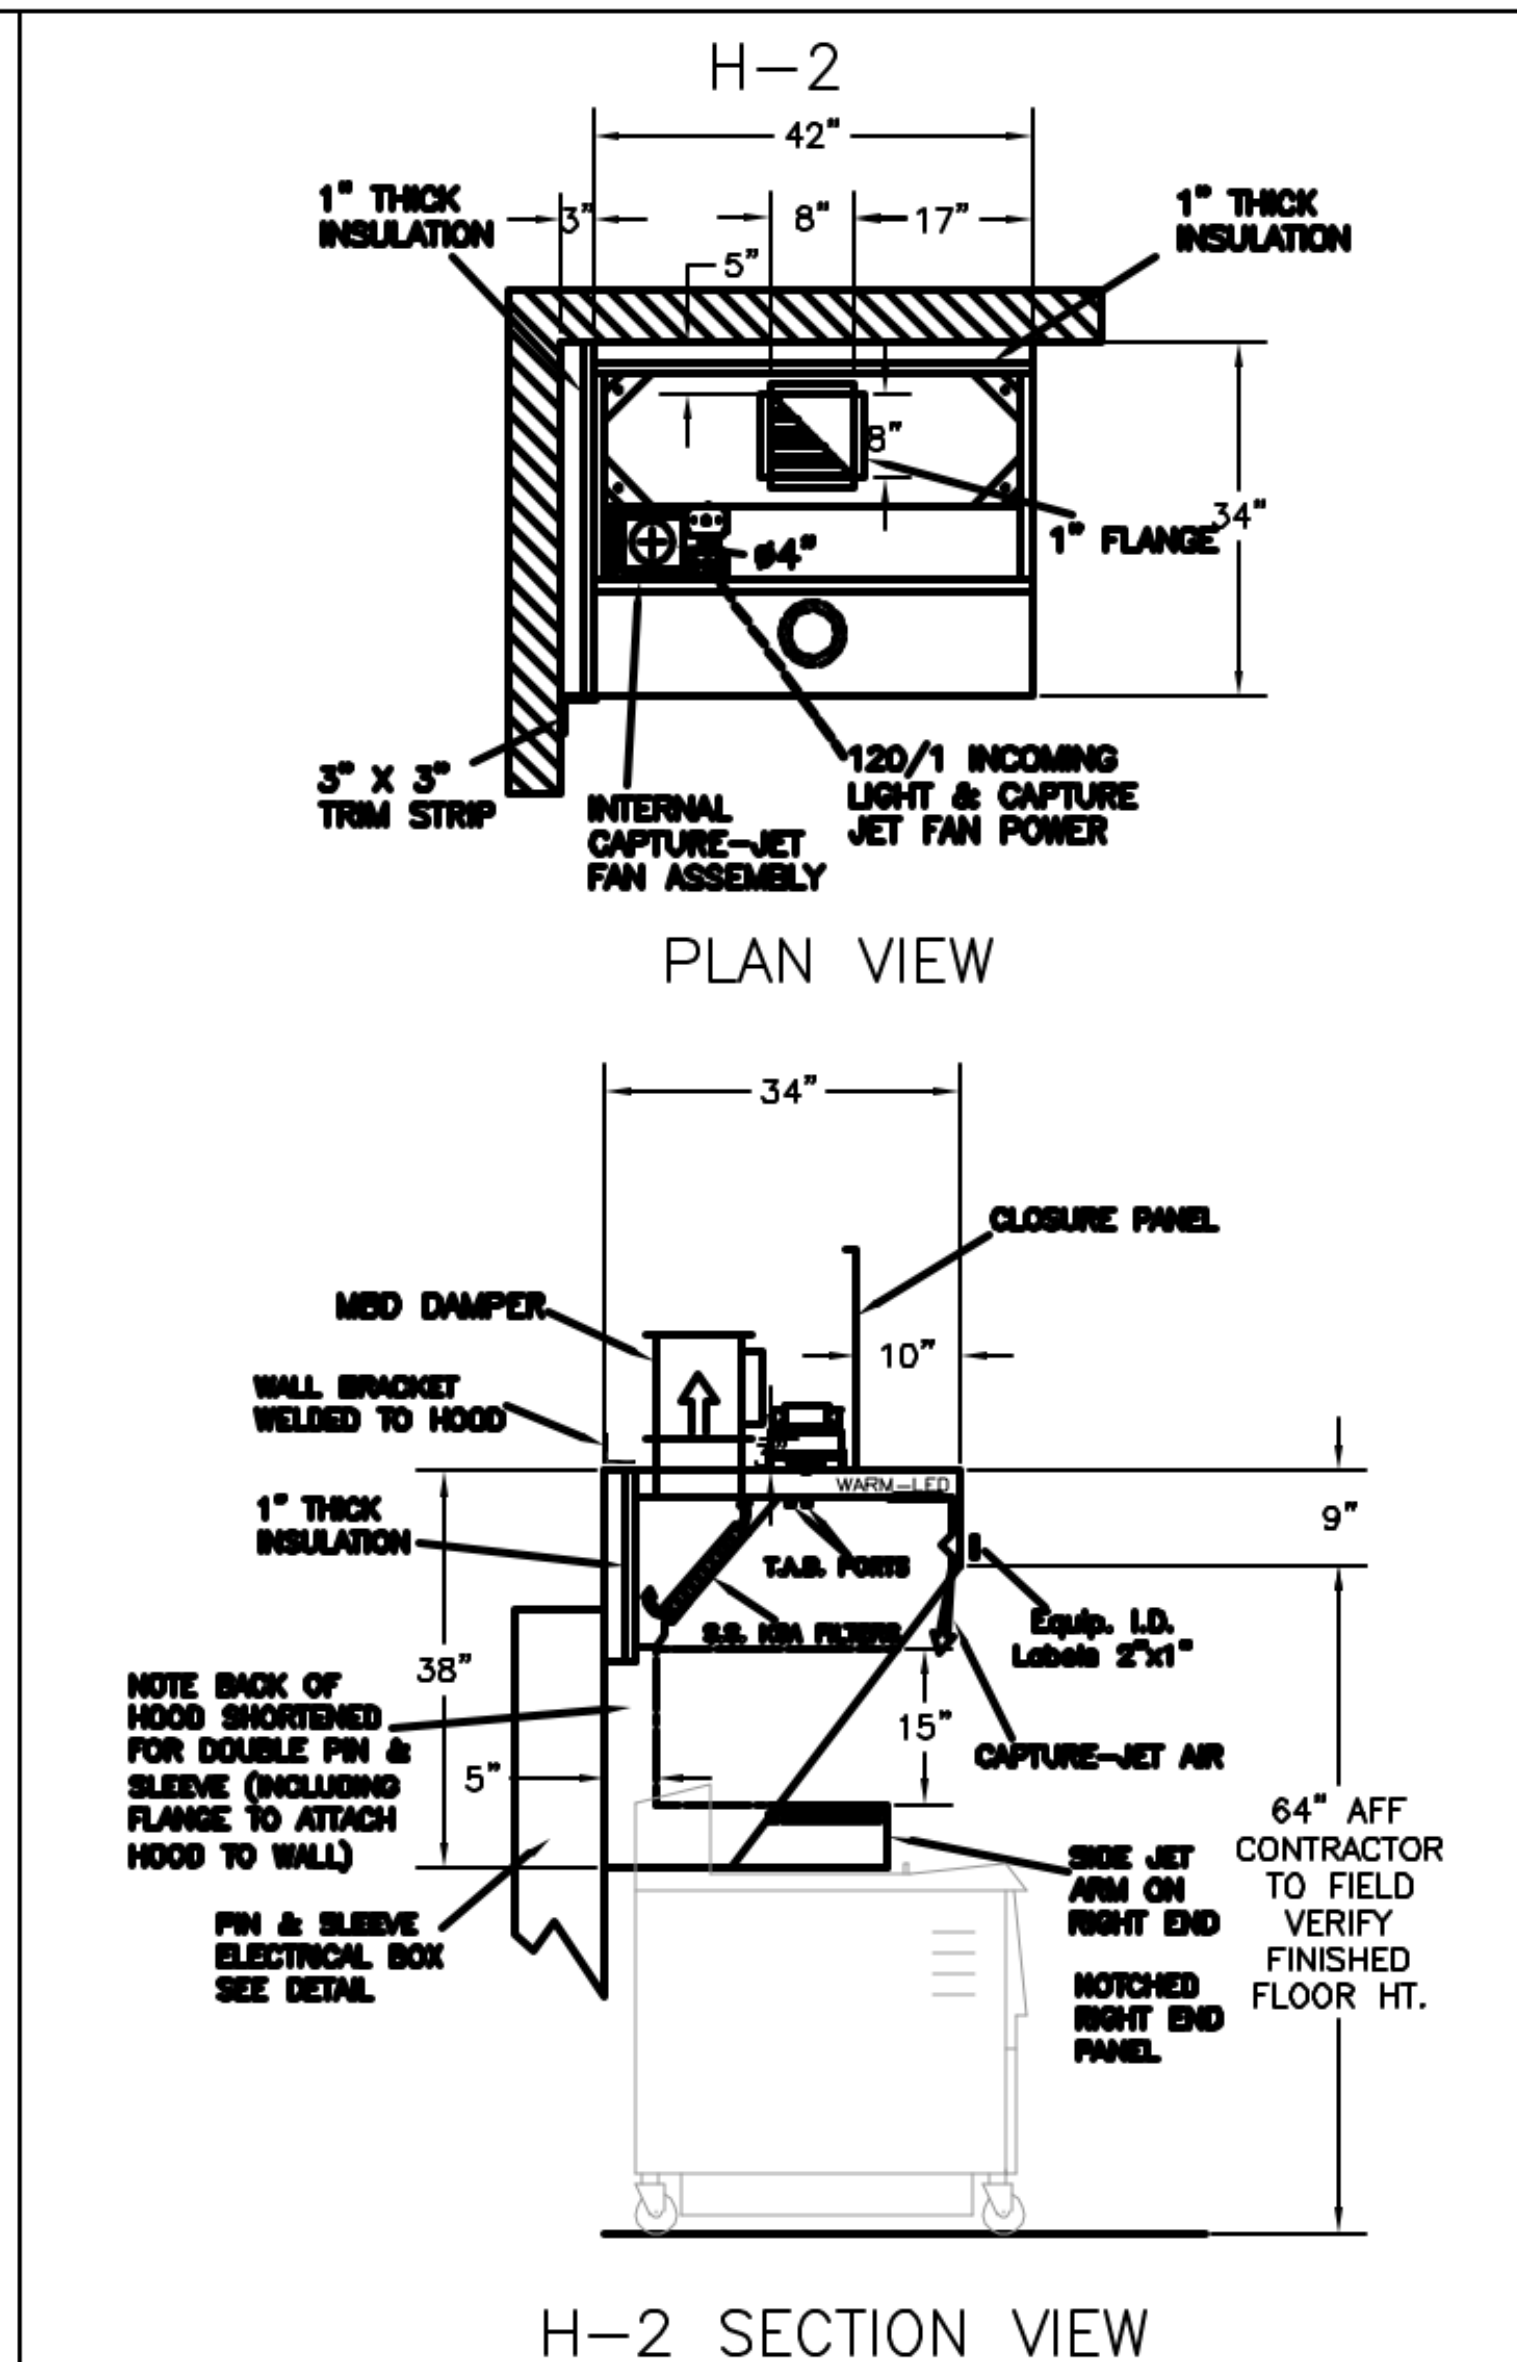 H-2
42"
1" THICK
INSULATION
3"
8"
17"
1" THICK
INSULATION
5"
8"
34"
1" FLANGE
ø4"
3" X 3"
TRIM STRIP
INTERNAL
CAPTURE-JET
FAN ASSEMBLY
120/1 INCOMING
LIGHT & CAPTURE
JET FAN POWER
PLAN VIEW
34"
CLOSURE PANEL
MBD DAMPER
10"
WALL BRACKET
WELDED TO HOOD
WARM-LED
1" THICK
INSULATION
9"
T.A.B. PORTS
S.S. KSA FILTERS
Equip. I.D.
Labels 2"x1"
38"
NOTE BACK OF
HOOD SHORTENED
FOR DOUBLE PIN &
SLEEVE (INCLUDING
FLANGE TO ATTACH
HOOD TO WALL)
15"
CAPTURE-JET AIR
5"
64" AFF
CONTRACTOR
TO FIELD
VERIFY
FINISHED
FLOOR HT.
SIDE JET
ARM ON
RIGHT END
PIN & SLEEVE
ELECTRICAL BOX
SEE DETAIL
NOTCHED
RIGHT END
PANEL
H-2 SECTION VIEW